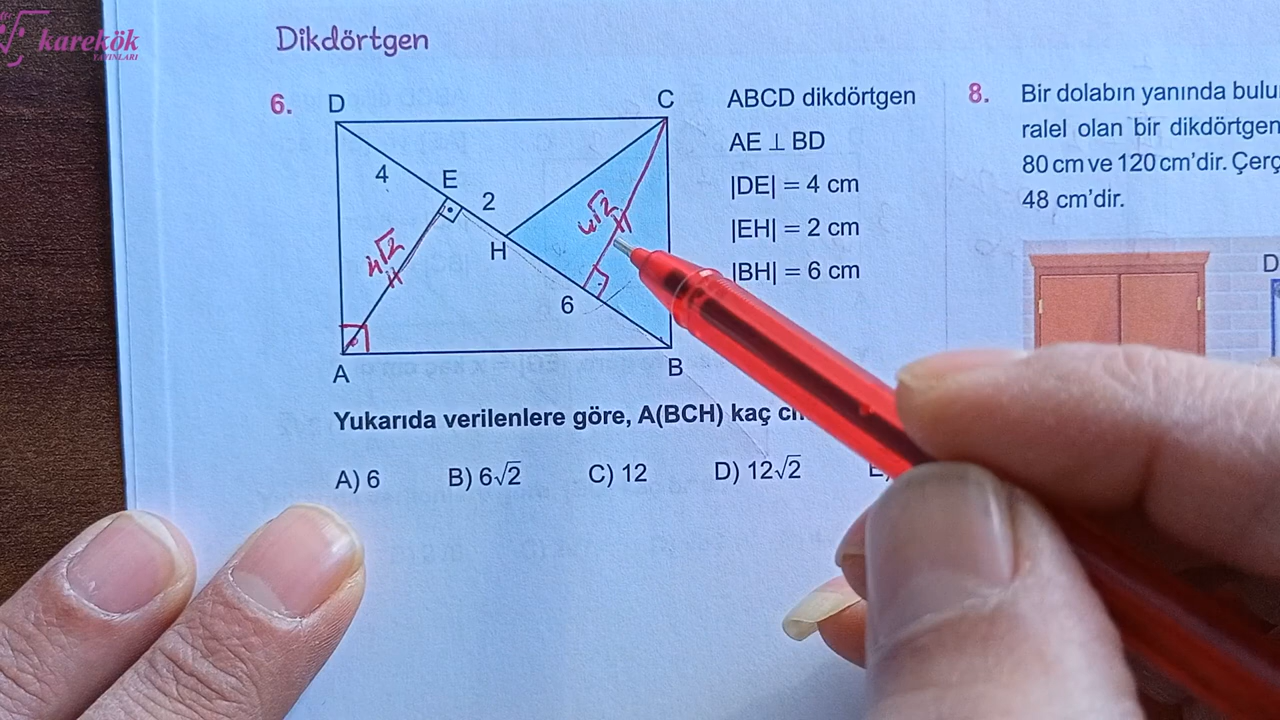 karekök
YAYINLARI
Dikdörtgen
6.
D
C
4
E
2
H
4√2
4√2
6
A
B
ABCD dikdörtgen
AE ⊥ BD
|DE| = 4 cm
|EH| = 2 cm
|BH| = 6 cm
Yukarıda verilenlere göre, A(BCH) kaç
A) 6 B) 6√2 C) 12 D) 12√2
8. Bir dolabın yanında
ralel olan bir dikdörtgen
80 cm ve 120 cm'dir.
48 cm'dir.
D